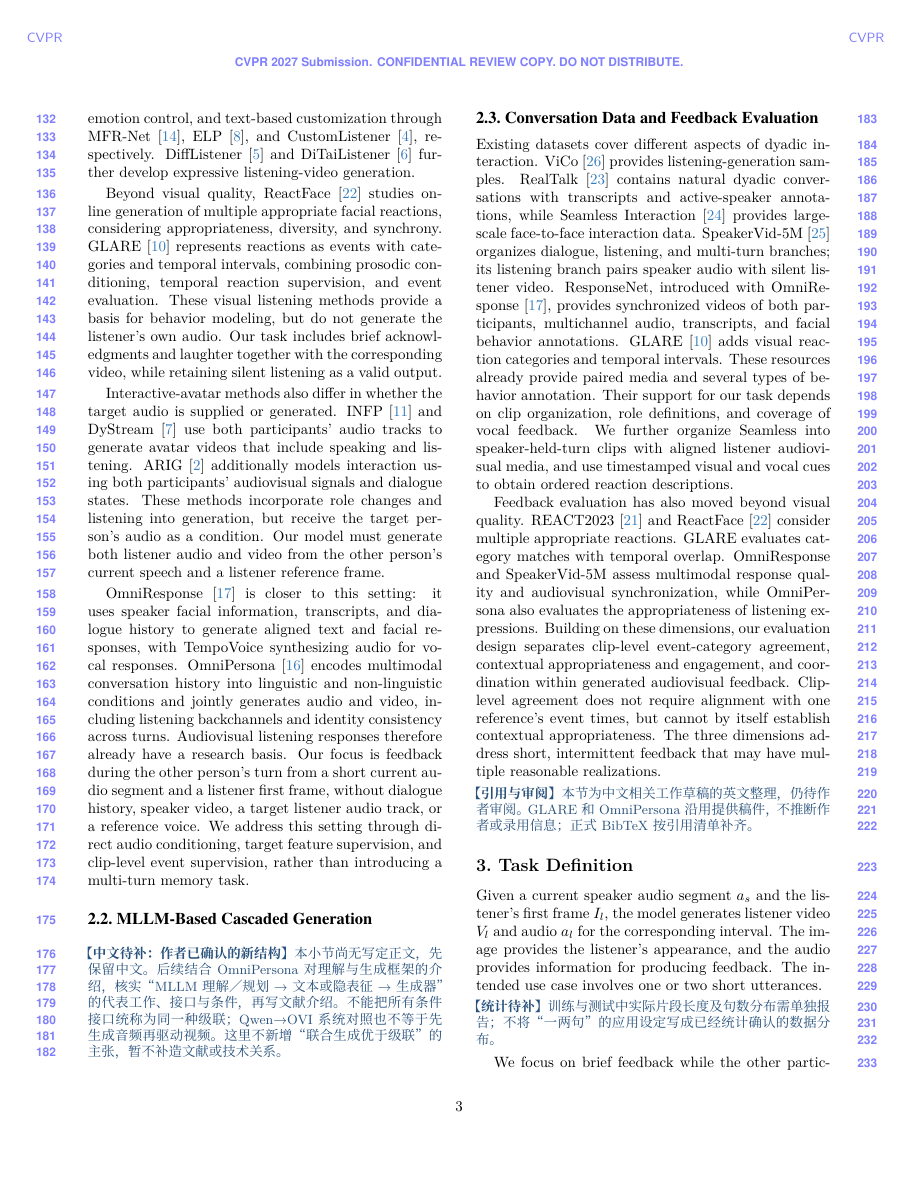 CVPR
CVPR
CVPR 2027 Submission. CONFIDENTIAL REVIEW COPY. DO NOT DISTRIBUTE.
132 emotion control, and text-based customization through
133 MFR-Net [14], ELP [8], and CustomListener [4], re-
134 spectively. DiffListener [5] and DiTaiListener [6] fur-
135 ther develop expressive listening-video generation.
136 Beyond visual quality, ReactFace [22] studies on-
137 line generation of multiple appropriate facial reactions,
138 considering appropriateness, diversity, and synchrony.
139 GLARE [10] represents reactions as events with cate-
140 gories and temporal intervals, combining prosodic con-
141 ditioning, temporal reaction supervision, and event
142 evaluation. These visual listening methods provide a
143 basis for behavior modeling, but do not generate the
144 listener's own audio. Our task includes brief acknowl-
145 edgments and laughter together with the corresponding
146 video, while retaining silent listening as a valid output.
147 Interactive-avatar methods also differ in whether the
148 target audio is supplied or generated. INFP [11] and
149 DyStream [7] use both participants' audio tracks to
150 generate avatar videos that include speaking and lis-
151 tening. ARIG [2] additionally models interaction us-
152 ing both participants' audiovisual signals and dialogue
153 states. These methods incorporate role changes and
154 listening into generation, but receive the target per-
155 son's audio as a condition. Our model must generate
156 both listener audio and video from the other person's
157 current speech and a listener reference frame.
158 OmniResponse [17] is closer to this setting: it
159 uses speaker facial information, transcripts, and dia-
160 logue history to generate aligned text and facial re-
161 sponses, with TempoVoice synthesizing audio for vo-
162 cal responses. OmniPersona [16] encodes multimodal
163 conversation history into linguistic and non-linguistic
164 conditions and jointly generates audio and video, in-
165 cluding listening backchannels and identity consistency
166 across turns. Audiovisual listening responses therefore
167 already have a research basis. Our focus is feedback
168 during the other person's turn from a short current au-
169 dio segment and a listener first frame, without dialogue
170 history, speaker video, a target listener audio track, or
171 a reference voice. We address this setting through di-
172 rect audio conditioning, target feature supervision, and
173 clip-level event supervision, rather than introducing a
174 multi-turn memory task.
175 2.2. MLLM-Based Cascaded Generation
176 【中文待补：作者已确认的新结构】本小节尚无写定正文，先
177 保留中文。后续结合 OmniPersona 对理解与生成框架的介
178 绍，核实“MLLM 理解／规划 → 文本或隐表征 → 生成器”
179 的代表工作、接口与条件，再写文献介绍。不能把所有条件
180 接口统称为同一种级联；Qwen→OVI 系统对照也不等于先
181 生成音频再驱动视频。这里不新增“联合生成优于级联”的
182 主张，暂不补造文献或技术关系。
2.3. Conversation Data and Feedback Evaluation 183
Existing datasets cover different aspects of dyadic in- 184
teraction. ViCo [26] provides listening-generation sam- 185
ples. RealTalk [23] contains natural dyadic conver- 186
sations with transcripts and active-speaker annota- 187
tions, while Seamless Interaction [24] provides large- 188
scale face-to-face interaction data. SpeakerVid-5M [25] 189
organizes dialogue, listening, and multi-turn branches; 190
its listening branch pairs speaker audio with silent lis- 191
tener video. ResponseNet, introduced with OmniRe- 192
sponse [17], provides synchronized videos of both par- 193
ticipants, multichannel audio, transcripts, and facial 194
behavior annotations. GLARE [10] adds visual reac- 195
tion categories and temporal intervals. These resources 196
already provide paired media and several types of be- 197
havior annotation. Their support for our task depends 198
on clip organization, role definitions, and coverage of 199
vocal feedback. We further organize Seamless into 200
speaker-held-turn clips with aligned listener audiovi- 201
sual media, and use timestamped visual and vocal cues 202
to obtain ordered reaction descriptions. 203
Feedback evaluation has also moved beyond visual 204
quality. REACT2023 [21] and ReactFace [22] consider 205
multiple appropriate reactions. GLARE evaluates cat- 206
egory matches with temporal overlap. OmniResponse 207
and SpeakerVid-5M assess multimodal response qual- 208
ity and audiovisual synchronization, while OmniPer- 209
sona also evaluates the appropriateness of listening ex- 210
pressions. Building on these dimensions, our evaluation 211
design separates clip-level event-category agreement, 212
contextual appropriateness and engagement, and coor- 213
dination within generated audiovisual feedback. Clip- 214
level agreement does not require alignment with one 215
reference's event times, but cannot by itself establish 216
contextual appropriateness. The three dimensions ad- 217
dress short, intermittent feedback that may have mul- 218
tiple reasonable realizations. 219
【引用与审阅】本节为中文相关工作草稿的英文整理，仍待作 220
者审阅。GLARE 和 OmniPersona 沿用提供稿件，不推断作 221
者或录用信息；正式 BibTeX 按引用清单补齐。 222
3. Task Definition 223
Given a current speaker audio segment a_s and the lis- 224
tener's first frame I_l, the model generates listener video 225
V_l and audio a_l for the corresponding interval. The im- 226
age provides the listener's appearance, and the audio 227
provides information for producing feedback. The in- 228
tended use case involves one or two short utterances. 229
【统计待补】训练与测试中实际片段长度及句数分布需单独报 230
告；不将“一两句”的应用设定写成已经统计确认的数据分 231
布。 232
We focus on brief feedback while the other partic- 233
3